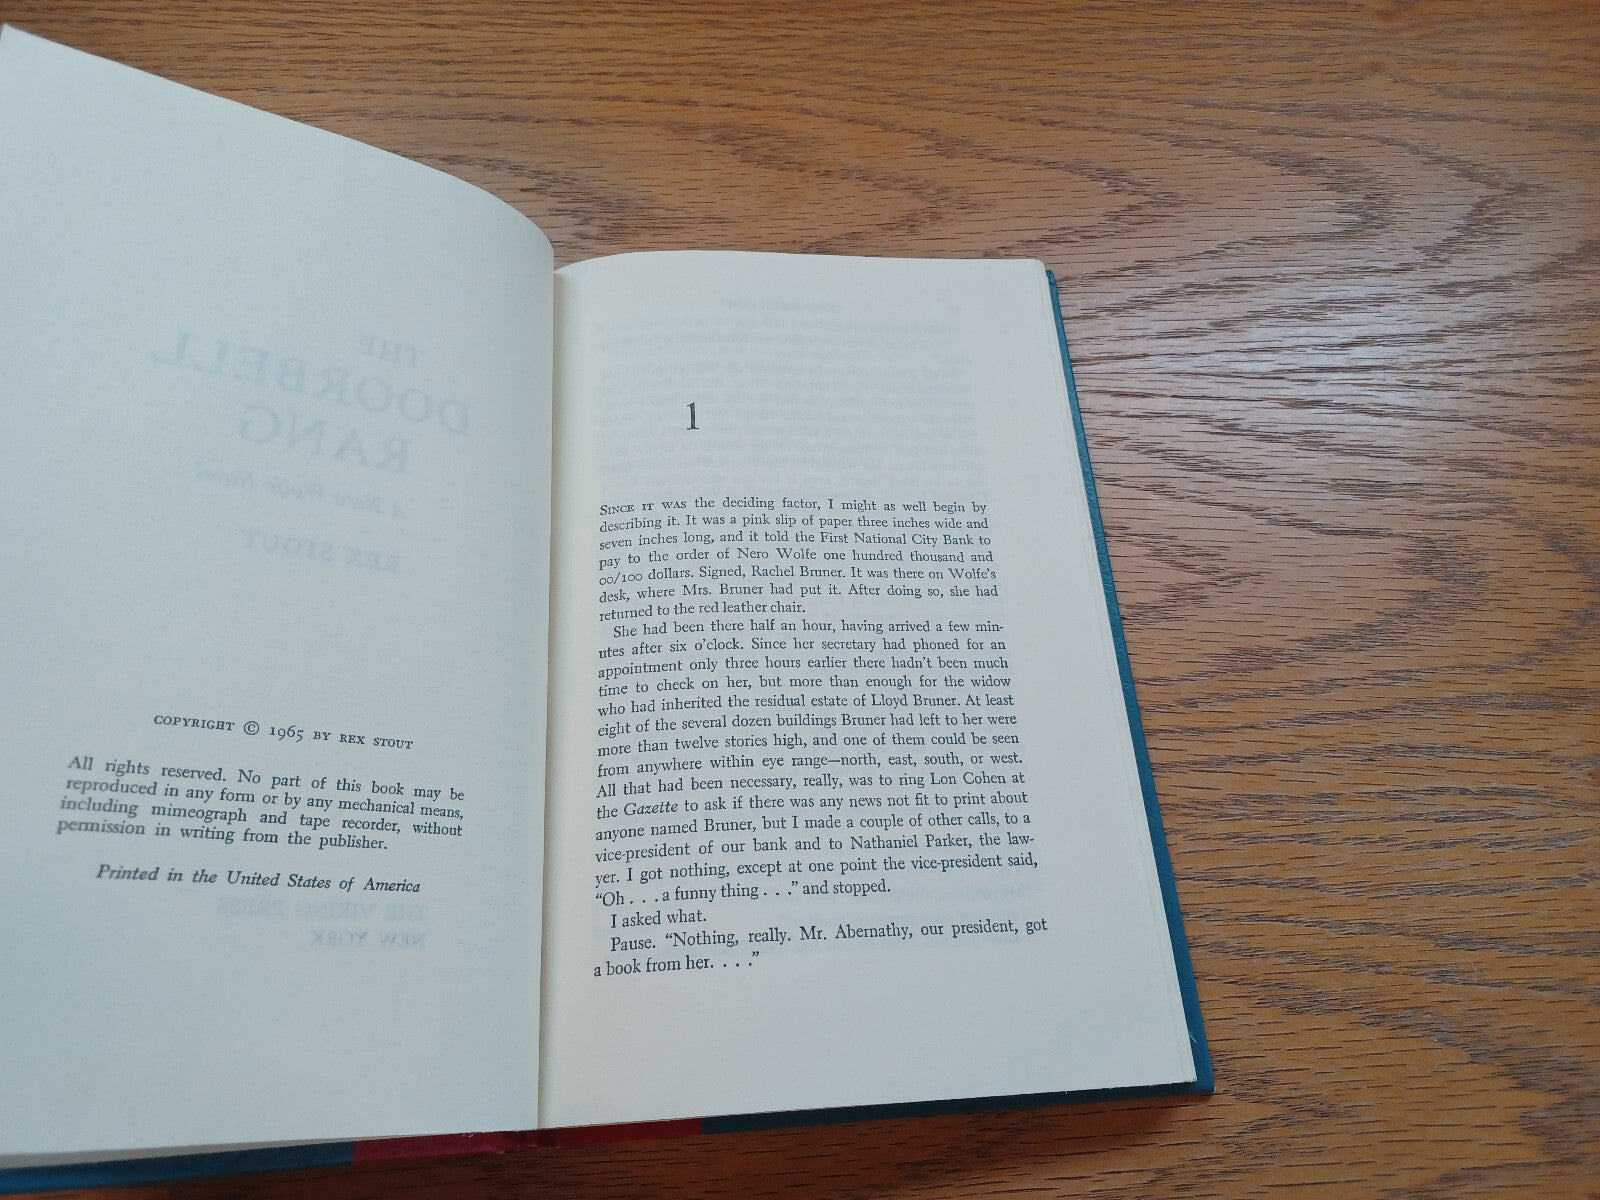 COPYRIGHT © 1965 BY REX STOUT
All rights reserved. No part of this book may be
reproduced in any form or by any mechanical means,
including mimeograph and tape recorder, without
permission in writing from the publisher.
Printed in the United States of America
THE
DOORBELL
RANG
A Nero Wolfe Novel
REX STOUT
THE VIKING PRESS
NEW YORK
1
SINCE IT WAS the deciding factor, I might as well begin by
describing it. It was a pink slip of paper three inches wide and
seven inches long, and it told the First National City Bank to
pay to the order of Nero Wolfe one hundred thousand and
00/100 dollars. Signed, Rachel Bruner. It was there on Wolfe's
desk, where Mrs. Bruner had put it. After doing so, she had
returned to the red leather chair.
She had been there half an hour, having arrived a few min-
utes after six o'clock. Since her secretary had phoned for an
appointment only three hours earlier there hadn't been much
time to check on her, but more than enough for the widow
who had inherited the residual estate of Lloyd Bruner. At least
eight of the several dozen buildings Bruner had left to her were
more than twelve stories high, and one of them could be seen
from anywhere within eye range—north, east, south, or west.
All that had been necessary, really, was to ring Lon Cohen at
the Gazette to ask if there was any news not fit to print about
anyone named Bruner, but I made a couple of other calls, to a
vice-president of our bank and to Nathaniel Parker, the law-
yer. I got nothing, except at one point the vice-president said,
“Oh . . . a funny thing . . .” and stopped.
I asked what.
Pause. “Nothing, really. Mr. Abernathy, our president, got
a book from her. . . .”